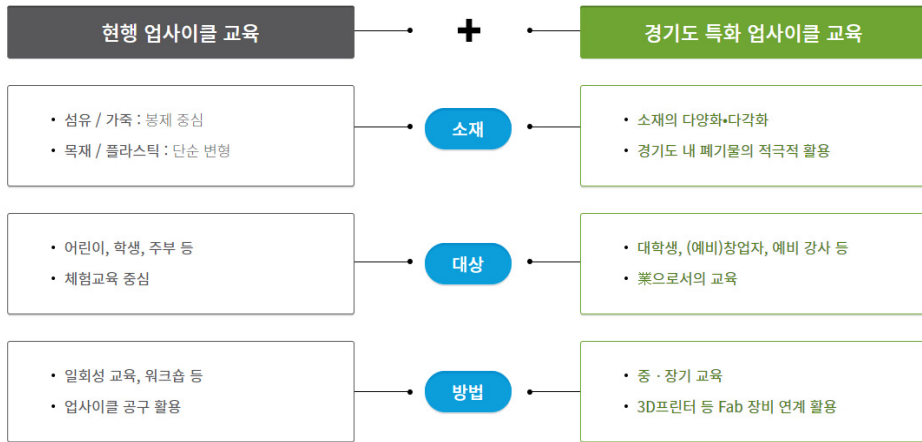 현행 업사이클 교육
+
경기도 특화 업사이클 교육
• 섬유 / 가죽 : 봉제 중심
• 목재 / 플라스틱 : 단순 변형
소재
• 소재의 다양화•다각화
• 경기도 내 폐기물의 적극적 활용
• 어린이, 학생, 주부 등
• 체험교육 중심
대상
• 대학생, (예비)창업자, 예비 강사 등
• 業으로서의 교육
• 일회성 교육, 워크숍 등
• 업사이클 공구 활용
방법
• 중 · 장기 교육
• 3D프린터 등 Fab 장비 연계 활용